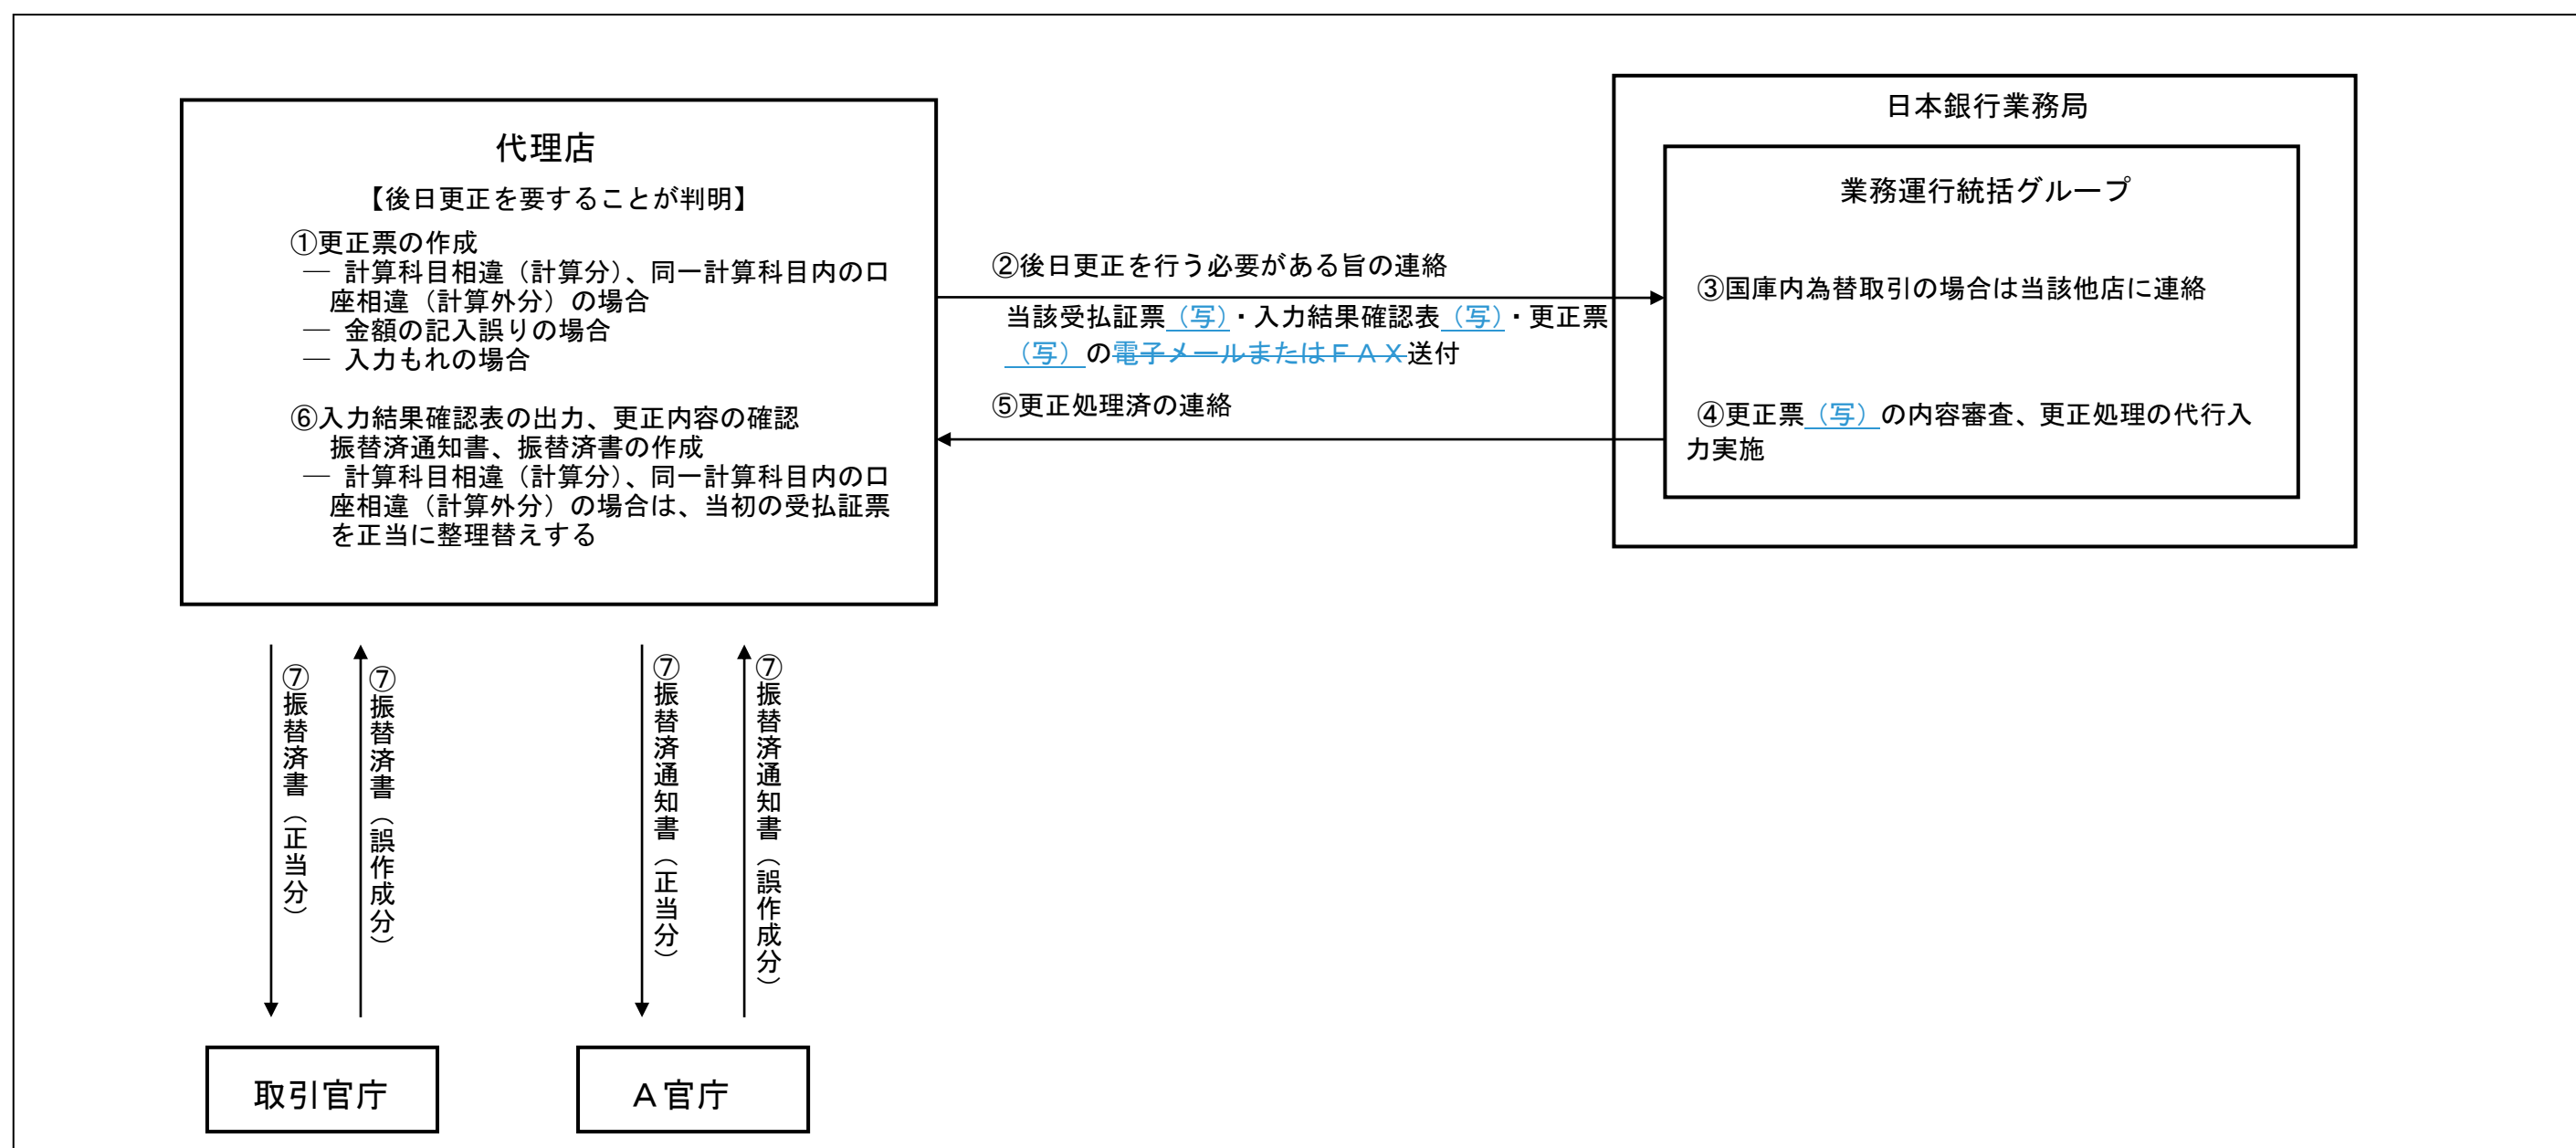 代理店
【後日更正を要することが判明】
①更正票の作成
― 計算科目相違（計算分）、同一計算科目内の口
座相違（計算外分）の場合
― 金額の記入誤りの場合
― 入力もれの場合
⑥入力結果確認表の出力、更正内容の確認
振替済通知書、振替済書の作成
― 計算科目相違（計算分）、同一計算科目内の口
座相違（計算外分）の場合は、当初の受払証票
を正当に整理替えする
②後日更正を行う必要がある旨の連絡
当該受払証票（写）・入力結果確認表（写）・更正票
（写）の電子メールまたはＦＡＸ送付
⑤更正処理済の連絡
日本銀行業務局
業務運行統括グループ
③国庫内為替取引の場合は当該他店に連絡
④更正票（写）の内容審査、更正処理の代行入
力実施
⑦振替済書（正当分）
⑦振替済書（誤作成分）
⑦振替済通知書（正当分）
⑦振替済通知書（誤作成分）
取引官庁
Ａ官庁